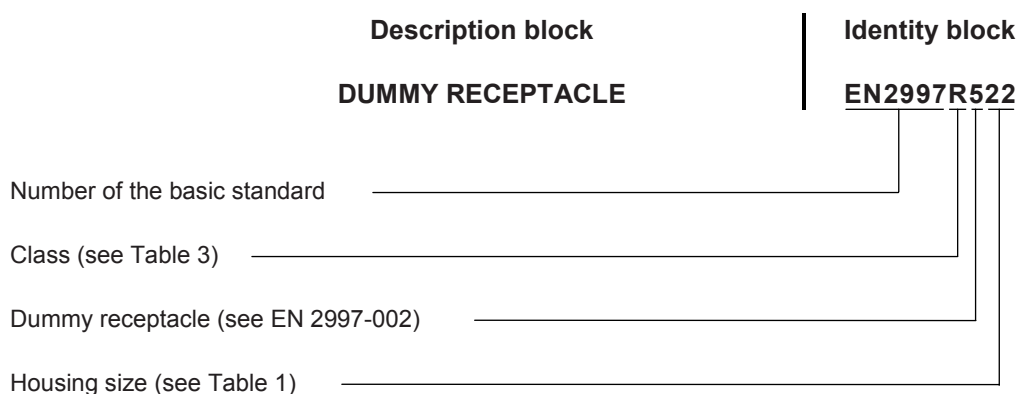 Description block Identity block
DUMMY RECEPTACLE EN2997R522
Number of the basic standard
Class (see Table 3)
Dummy receptacle (see EN 2997-002)
Housing size (see Table 1)